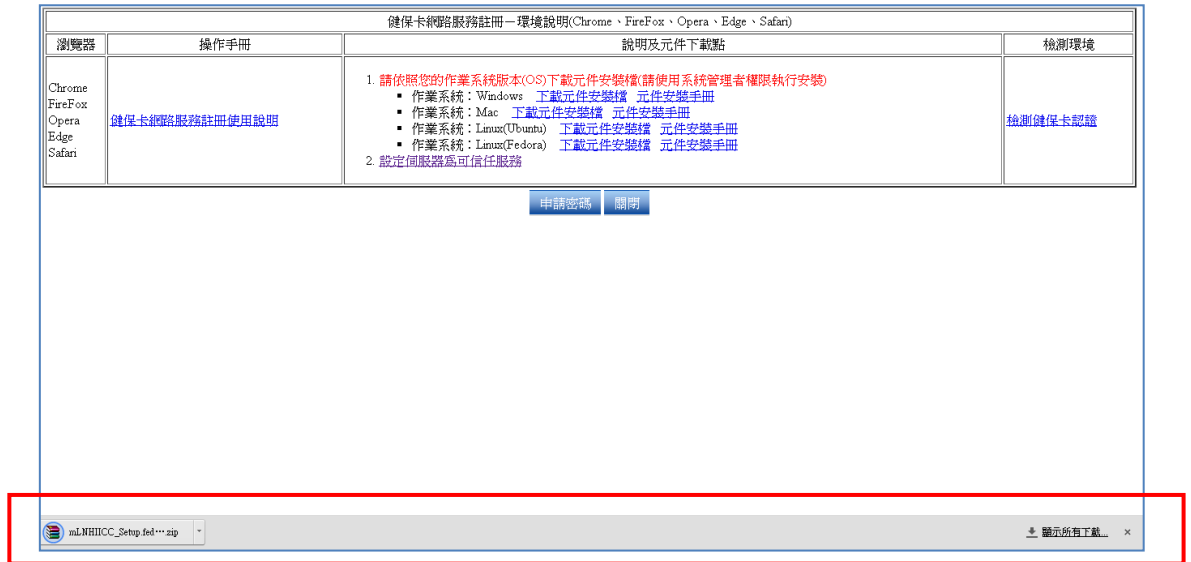 健保卡網路服務註冊－環境說明(Chrome、FireFox、Opera、Edge、Safari)
瀏覽器 操作手冊 說明及元件下載點 檢測環境
Chrome
FireFox
Opera
Edge
Safari
健保卡網路服務註冊使用說明
1. 請依照您的作業系統版本(OS)下載元件安裝檔(請使用系統管理者權限執行安裝)
▪ 作業系統：Windows 下載元件安裝檔 元件安裝手冊
▪ 作業系統：Mac 下載元件安裝檔 元件安裝手冊
▪ 作業系統：Linux(Ubuntu) 下載元件安裝檔 元件安裝手冊
▪ 作業系統：Linux(Fedora) 下載元件安裝檔 元件安裝手冊
2. 設定伺服器為可信任服務
檢測健保卡認證
申請密碼 關閉
mLNHIICC_Setup.fed···.zip 顯示所有下載...